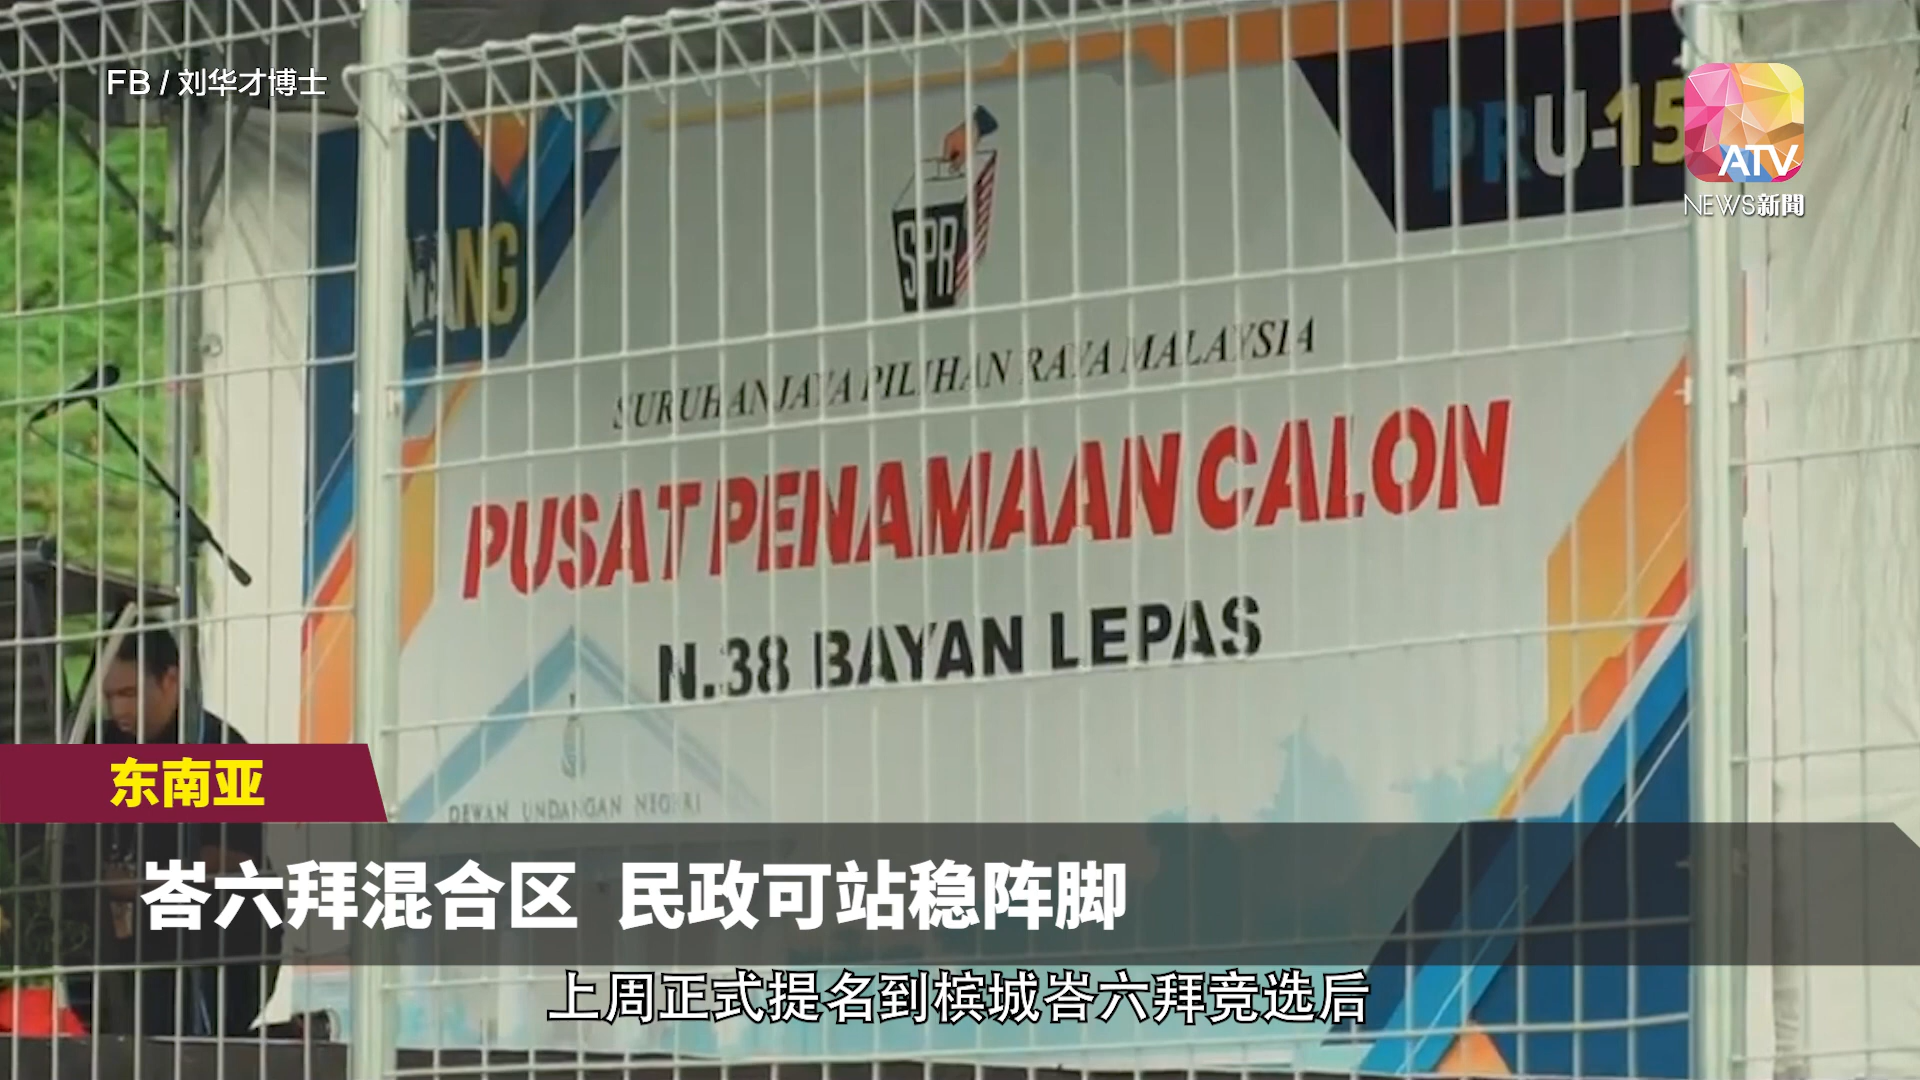 FB / 刘华才博士
PRU-15
ATV
NEWS新聞
NANG
SPR
SURUHANJAYA PILIHAN RAYA MALAYSIA
PUSAT PENAMAAN CALON
N.38 BAYAN LEPAS
DEWAN UNDANGAN NEGERI
东南亚
峇六拜混合区 民政可站稳阵脚
上周正式提名到槟城峇六拜竞选后